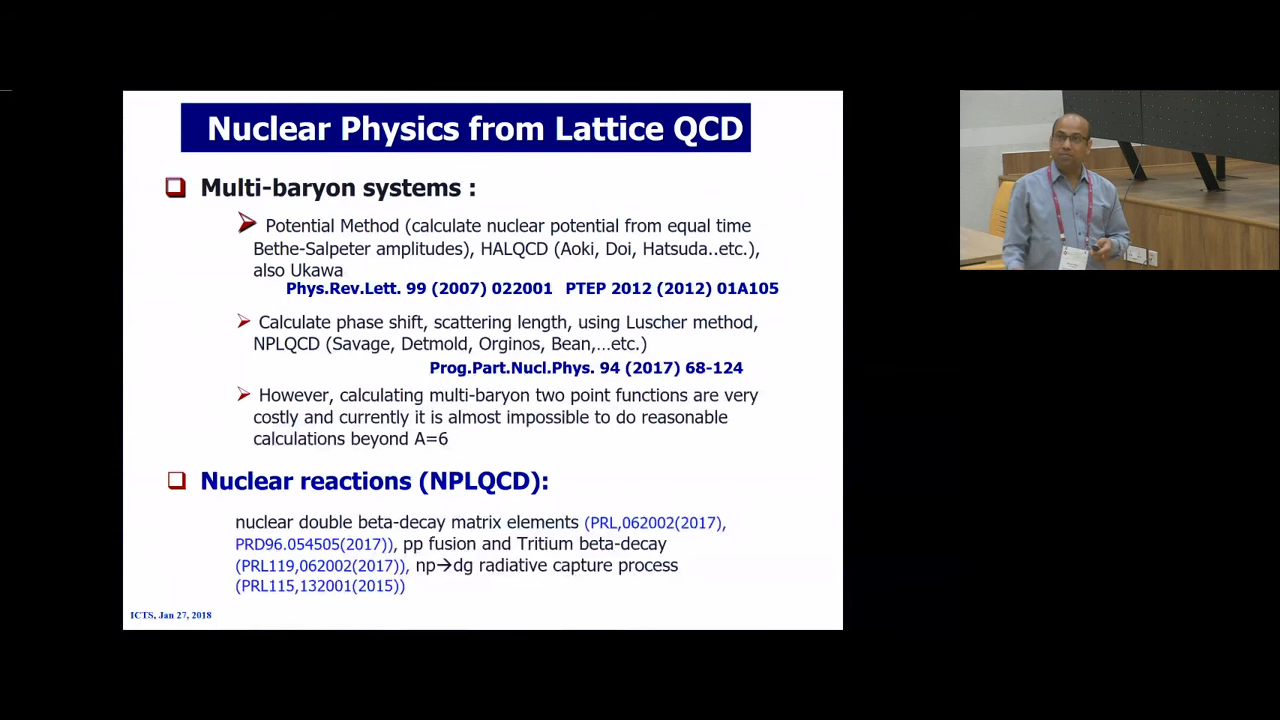 Nuclear Physics from Lattice QCD
Multi-baryon systems :
Potential Method (calculate nuclear potential from equal time
Bethe-Salpeter amplitudes), HALQCD (Aoki, Doi, Hatsuda..etc.),
also Ukawa
Phys.Rev.Lett. 99 (2007) 022001 PTEP 2012 (2012) 01A105
Calculate phase shift, scattering length, using Luscher method,
NPLQCD (Savage, Detmold, Orginos, Bean,...etc.)
Prog.Part.Nucl.Phys. 94 (2017) 68-124
However, calculating multi-baryon two point functions are very
costly and currently it is almost impossible to do reasonable
calculations beyond A=6
Nuclear reactions (NPLQCD):
nuclear double beta-decay matrix elements (PRL,062002(2017),
PRD96.054505(2017)), pp fusion and Tritium beta-decay
(PRL119,062002(2017)), np→dg radiative capture process
(PRL115,132001(2015))
ICTS, Jan 27, 2018